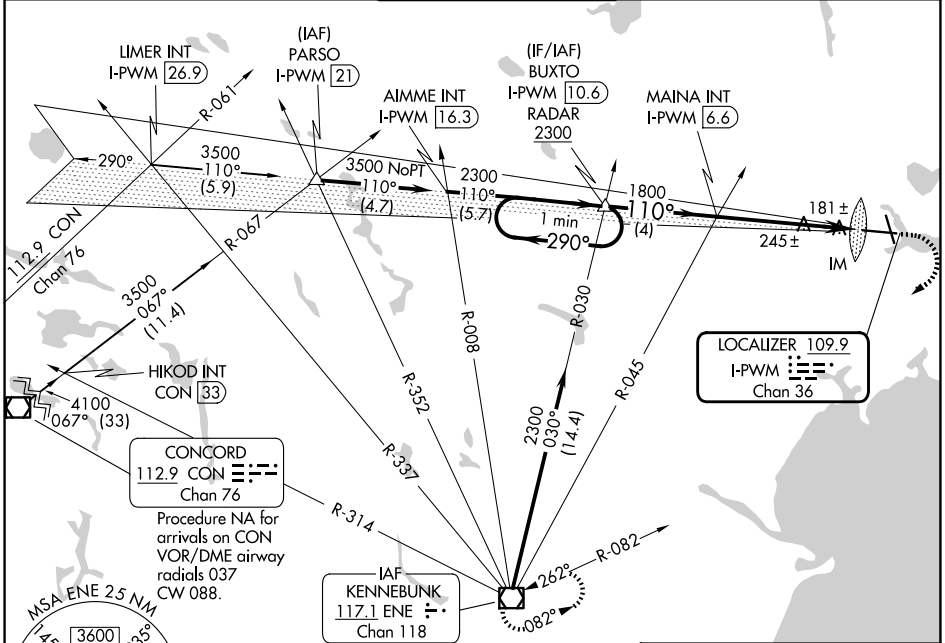 LIMER INT
I-PWM 26.9
R-061
(IAF)
PARSO
I-PWM 21
AIMME INT
I-PWM 16.3
(IF/IAF)
BUXTO
I-PWM 10.6
RADAR
2300
MAINA INT
I-PWM 6.6
290°
3500
110°
(5.9)
3500 NoPT
110°
(4.7)
2300
110°
(5.7)
1 min
290°
1800
110°
(4)
181±
245±
IM
112.9 CON
Chan 76
R-067
3500
067°
(11.4)
HIKOD INT
CON 33
4100
067° (33)
CONCORD
112.9 CON
Chan 76
Procedure NA for
arrivals on CON
VOR/DME airway
radials 037
CW 088.
R-337
R-352
R-008
R-030
R-045
2300
030°
(14.4)
R-314
LOCALIZER 109.9
I-PWM
Chan 36
IAF
KENNEBUNK
117.1 ENE
Chan 118
262°
R-082
082°
MSA ENE 25 NM
3600